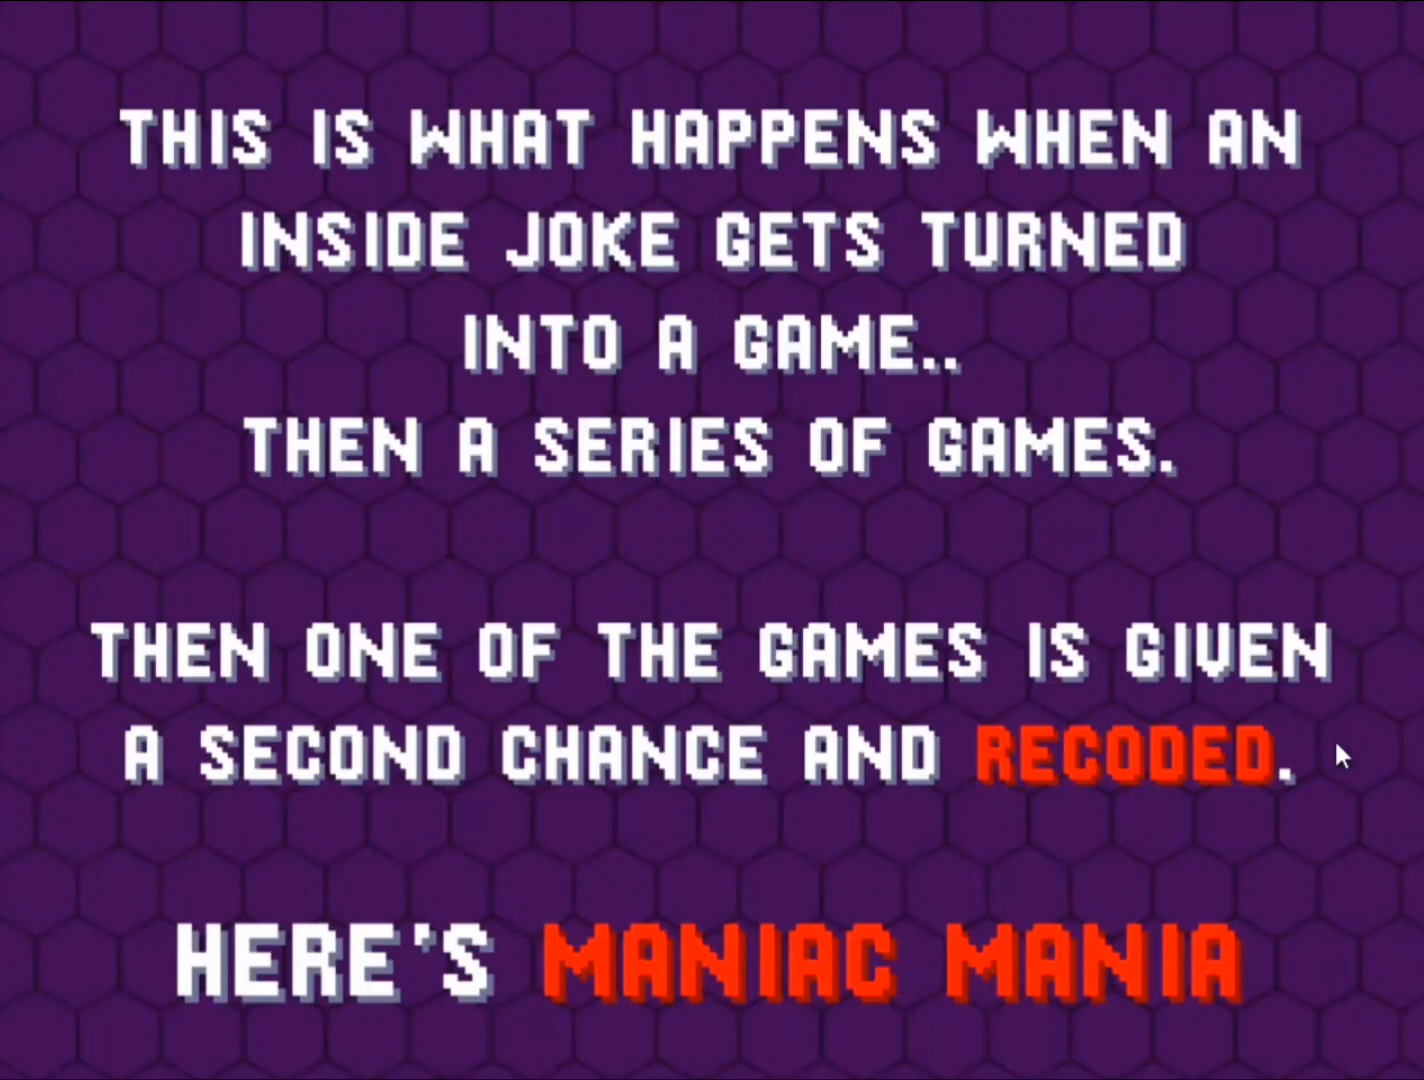 THIS IS WHAT HAPPENS WHEN AN
INSIDE JOKE GETS TURNED
INTO A GAME..
THEN A SERIES OF GAMES.
THEN ONE OF THE GAMES IS GIVEN
A SECOND CHANCE AND RECODED.
HERE'S MANIAC MANIA